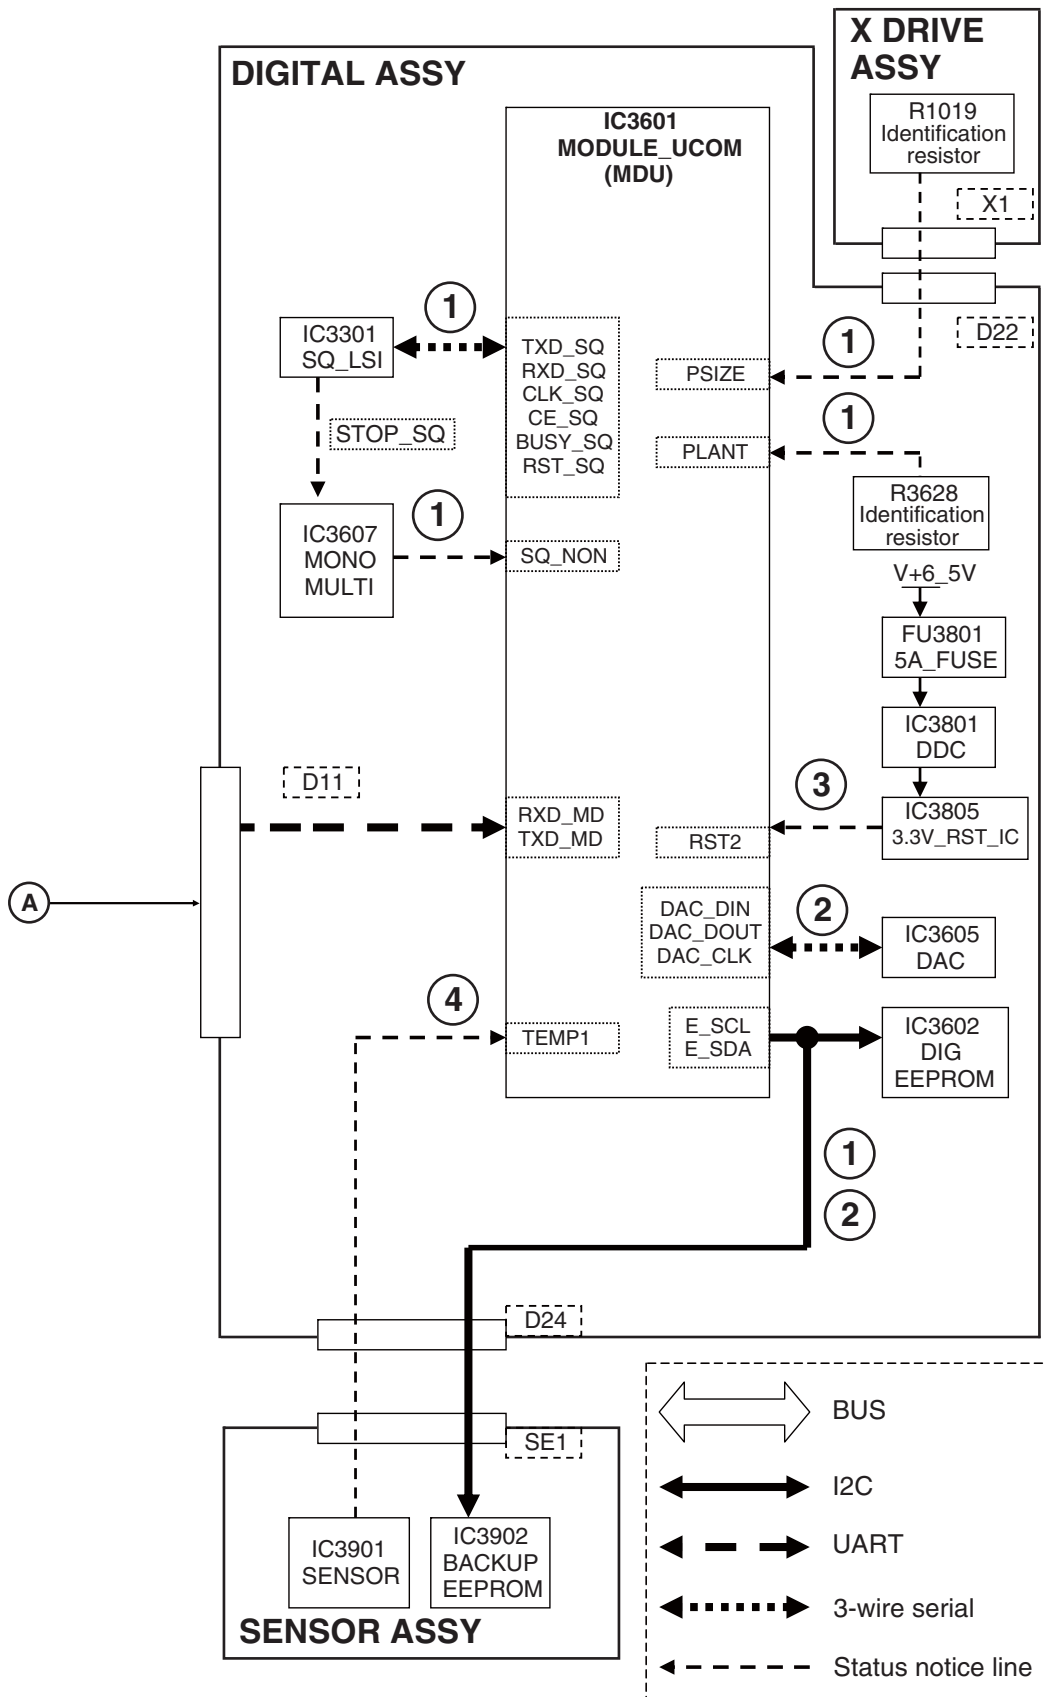 X DRIVE
ASSY
DIGITAL ASSY
R1019
Identification
resistor
X1
IC3601
MODULE_UCOM
(MDU)
D22
1
IC3301
SQ_LSI
STOP_SQ
TXD_SQ
RXD_SQ
CLK_SQ
CE_SQ
BUSY_SQ
RST_SQ
1
PSIZE
1
PLANT
R3628
Identification
resistor
1
IC3607
MONO
MULTI
SQ_NON
V+6_5V
FU3801
5A_FUSE
IC3801
DDC
D11
RXD_MD
TXD_MD
3
RST2
IC3805
3.3V_RST_IC
A
DAC_DIN
DAC_DOUT
DAC_CLK
2
IC3605
DAC
4
TEMP1
E_SCL
E_SDA
IC3602
DIG
EEPROM
1
2
D24
SE1
IC3901
SENSOR
IC3902
BACKUP
EEPROM
SENSOR ASSY
BUS
I2C
UART
3-wire serial
Status notice line